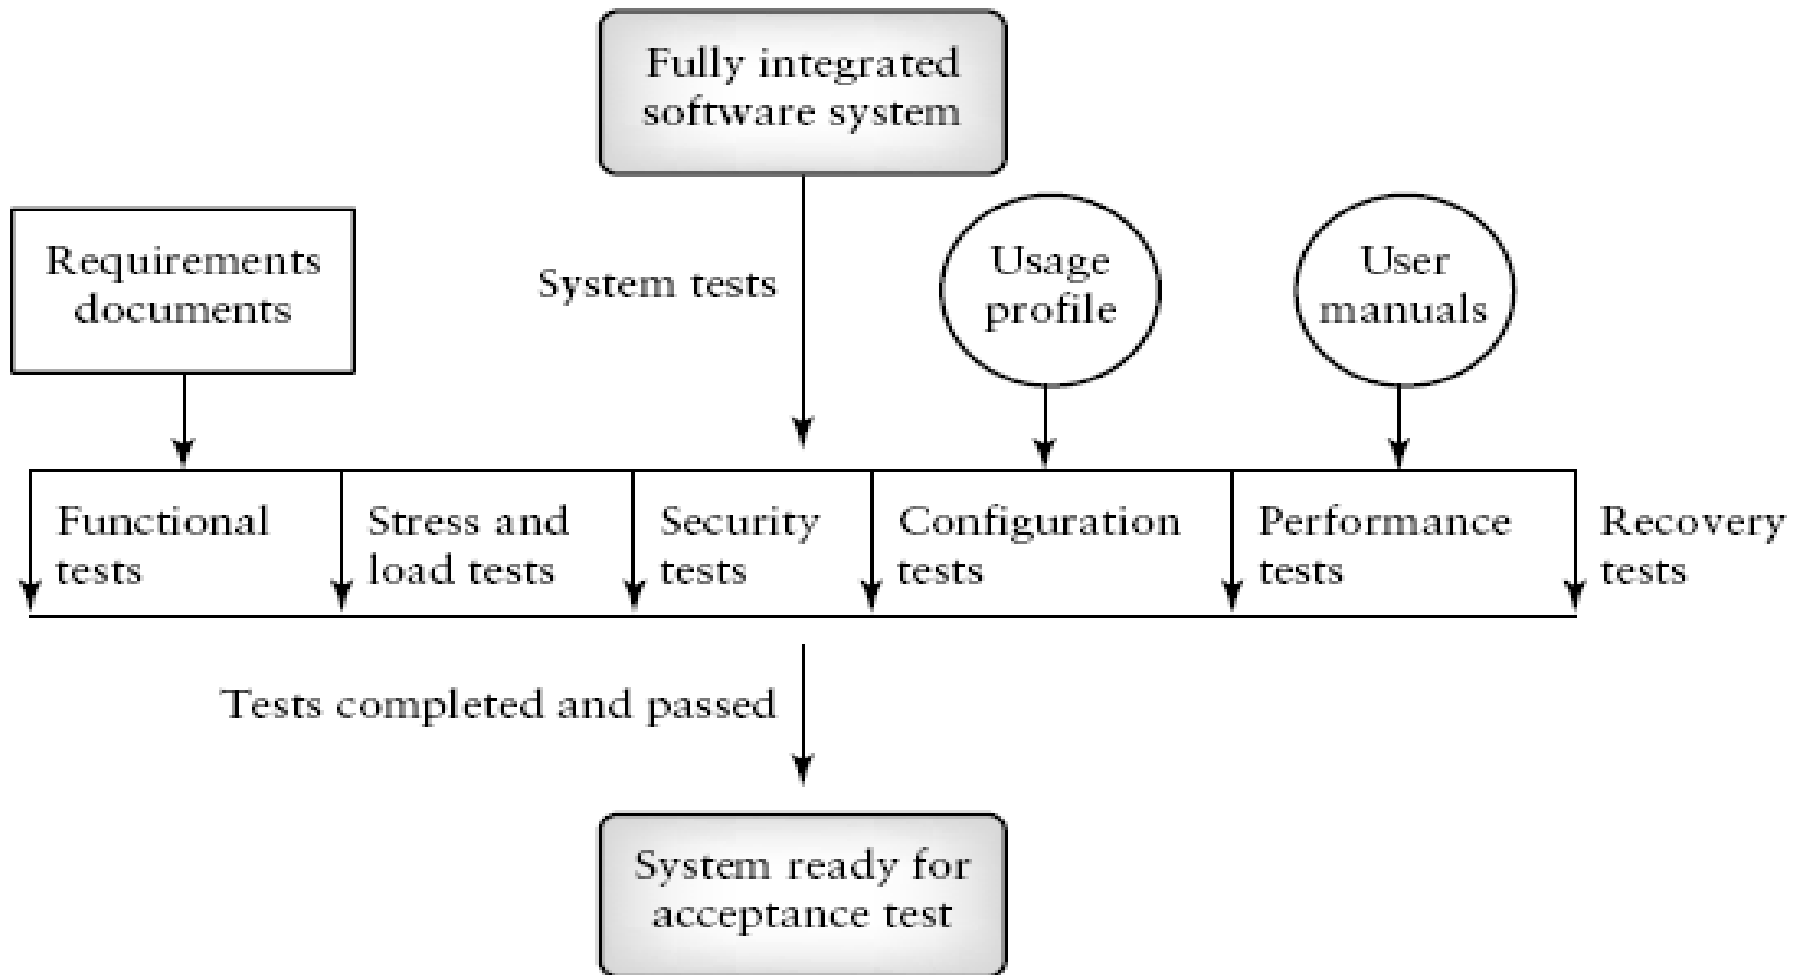 Fully integrated
software system
Requirements
documents
System tests
Usage
profile
User
manuals
Functional
tests
Stress and
load tests
Security
tests
Configuration
tests
Performance
tests
Recovery
tests
Tests completed and passed
System ready for
acceptance test